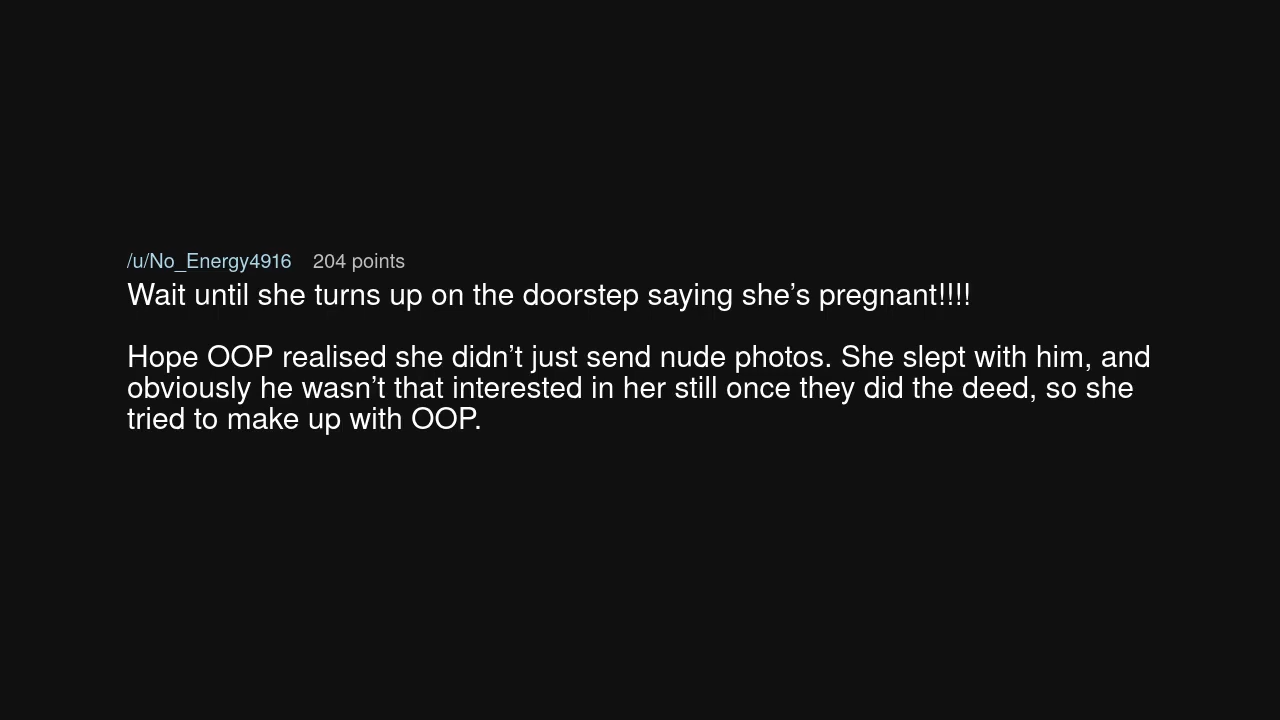 /u/No_Energy4916 204 points
Wait until she turns up on the doorstep saying she’s pregnant!!!!
Hope OOP realised she didn’t just send nude photos. She slept with him, and
obviously he wasn’t that interested in her still once they did the deed, so she
tried to make up with OOP.